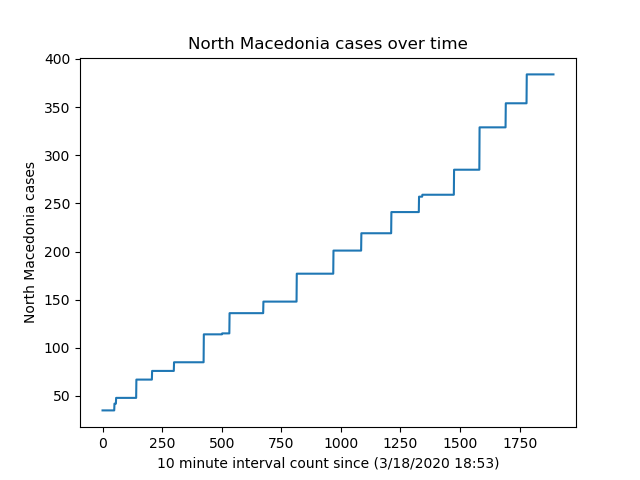 North Macedonia cases over time
400
350
300
250
200
150
100
50
North Macedonia cases
0 250 500 750 1000 1250 1500 1750
10 minute interval count since (3/18/2020 18:53)